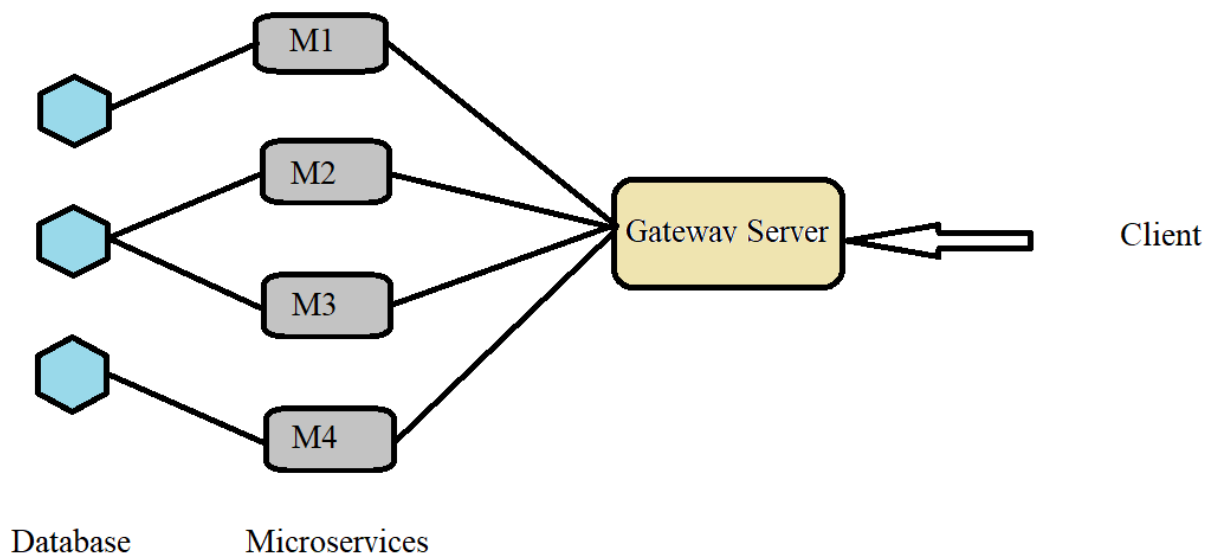 M1
M2
Gatewav Server
Client
M3
M4
Database
Microservices